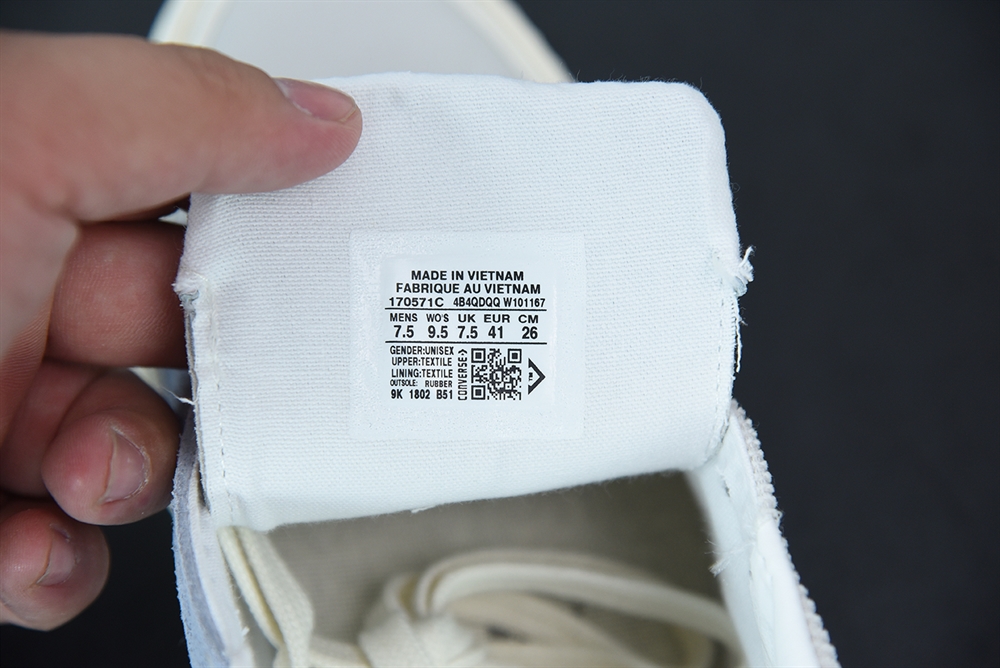 MADE IN VIETNAM
FABRIQUE AU VIETNAM
170571C 4B4QDQQ W101167
MENS WO'S UK EUR CM
7.5 9.5 7.5 41 26
GENDER:UNISEX
UPPER:TEXTILE
LINING:TEXTILE
OUTSOLE: RUBBER
9K 1802 B51
CONVERSE